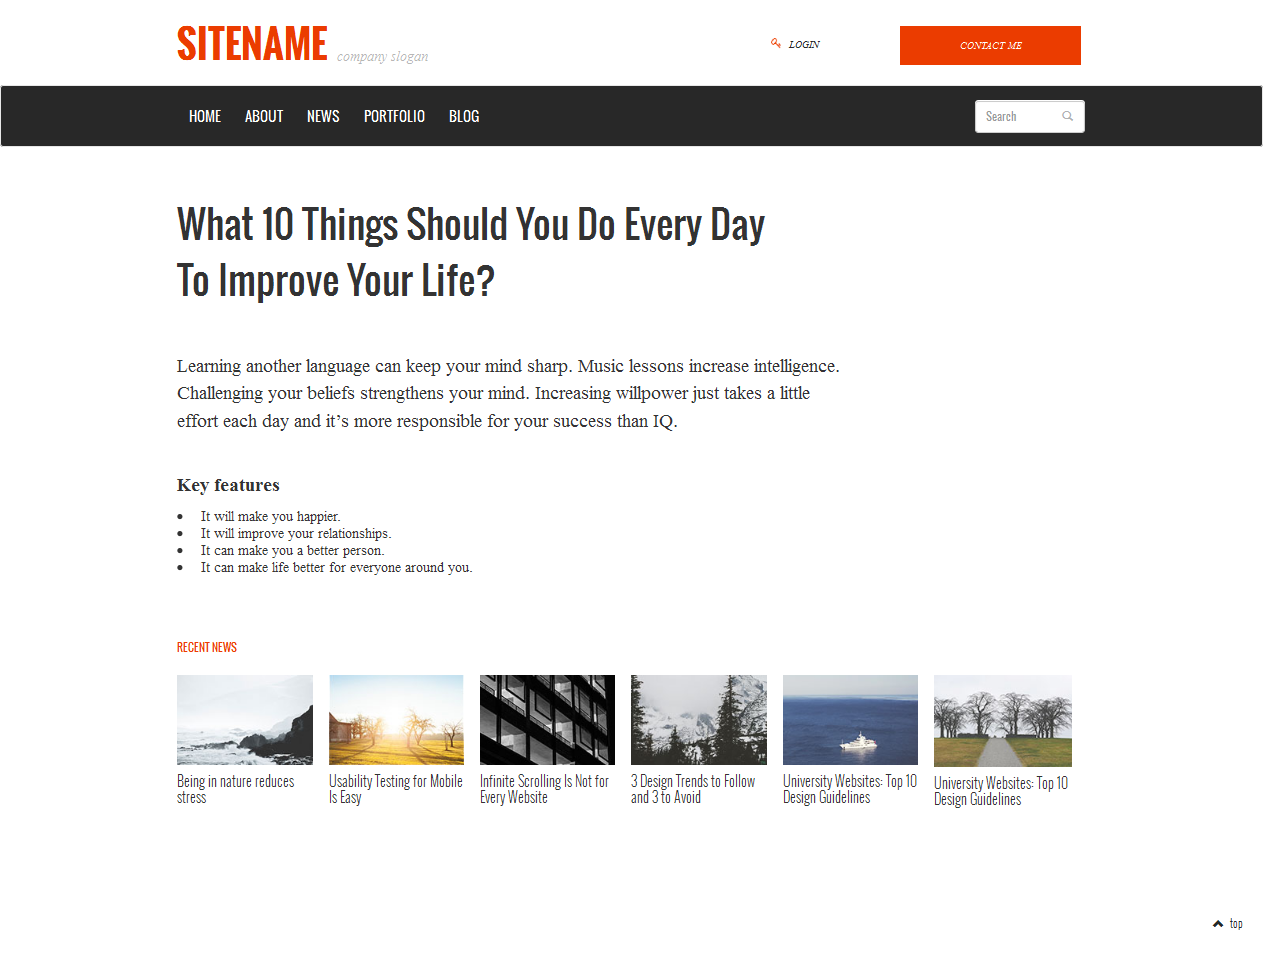 SITENAME company slogan
LOGIN
CONTACT ME
HOME ABOUT NEWS PORTFOLIO BLOG
Search
What 10 Things Should You Do Every Day
To Improve Your Life?
Learning another language can keep your mind sharp. Music lessons increase intelligence.
Challenging your beliefs strengthens your mind. Increasing willpower just takes a little
effort each day and it’s more responsible for your success than IQ.
Key features
• It will make you happier.
• It will improve your relationships.
• It can make you a better person.
• It can make life better for everyone around you.
RECENT NEWS
Being in nature reduces
stress
Usability Testing for Mobile
Is Easy
Infinite Scrolling Is Not for
Every Website
3 Design Trends to Follow
and 3 to Avoid
University Websites: Top 10
Design Guidelines
University Websites: Top 10
Design Guidelines
top